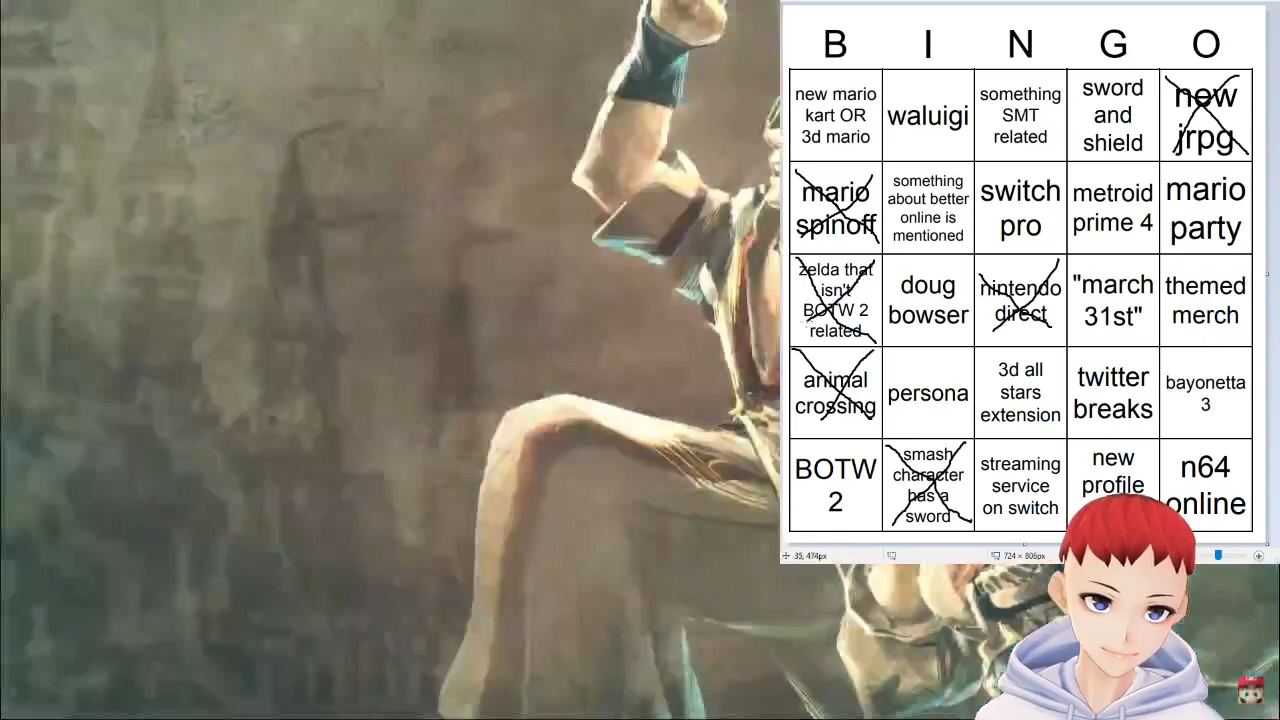 B I N G O
new mario
kart OR
3d mario
waluigi
something
SMT
related
sword
and
shield
new
jrpg
mario
spinoff
something
about better
online is
mentioned
switch
pro
metroid
prime 4
mario
party
zelda that
isn't
BOTW 2
related
doug
bowser
nintendo
direct
"march
31st"
themed
merch
animal
crossing
persona
3d all
stars
extension
twitter
breaks
bayonetta
3
BOTW
2
smash
character
has a
sword
streaming
service
on switch
new
profile
n64
online
35, 474px
724 × 806px